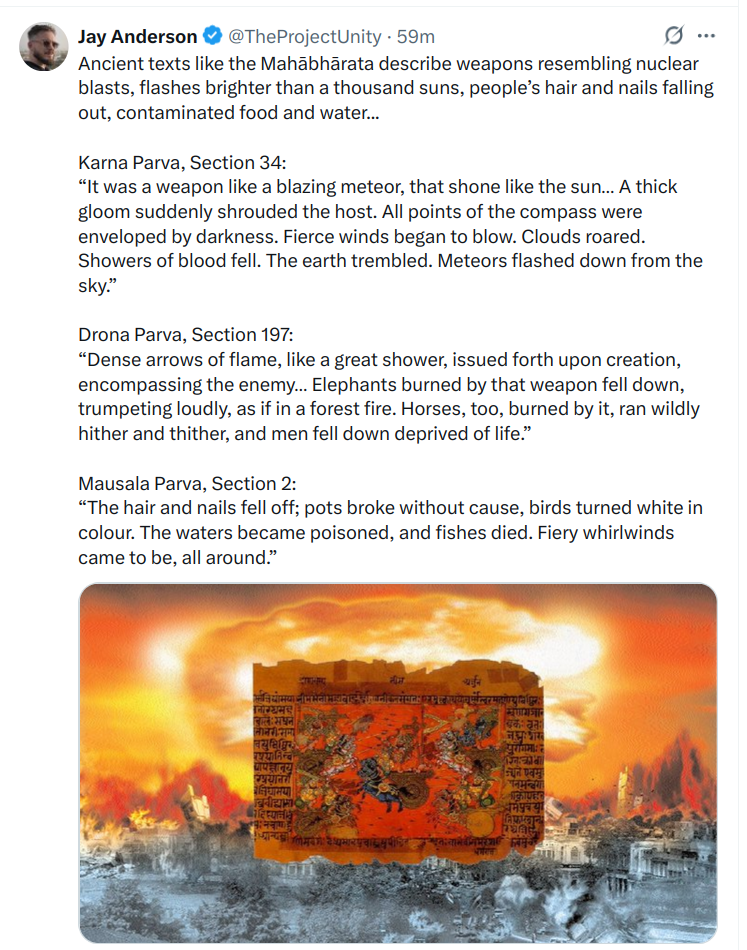 Jay Anderson @TheProjectUnity · 59m
Ancient texts like the Mahābhārata describe weapons resembling nuclear
blasts, flashes brighter than a thousand suns, people’s hair and nails falling
out, contaminated food and water...
Karna Parva, Section 34:
“It was a weapon like a blazing meteor, that shone like the sun... A thick
gloom suddenly shrouded the host. All points of the compass were
enveloped by darkness. Fierce winds began to blow. Clouds roared.
Showers of blood fell. The earth trembled. Meteors flashed down from the
sky.”
Drona Parva, Section 197:
“Dense arrows of flame, like a great shower, issued forth upon creation,
encompassing the enemy... Elephants burned by that weapon fell down,
trumpeting loudly, as if in a forest fire. Horses, too, burned by it, ran wildly
hither and thither, and men fell down deprived of life.”
Mausala Parva, Section 2:
“The hair and nails fell off; pots broke without cause, birds turned white in
colour. The waters became poisoned, and fishes died. Fiery whirlwinds
came to be, all around.”